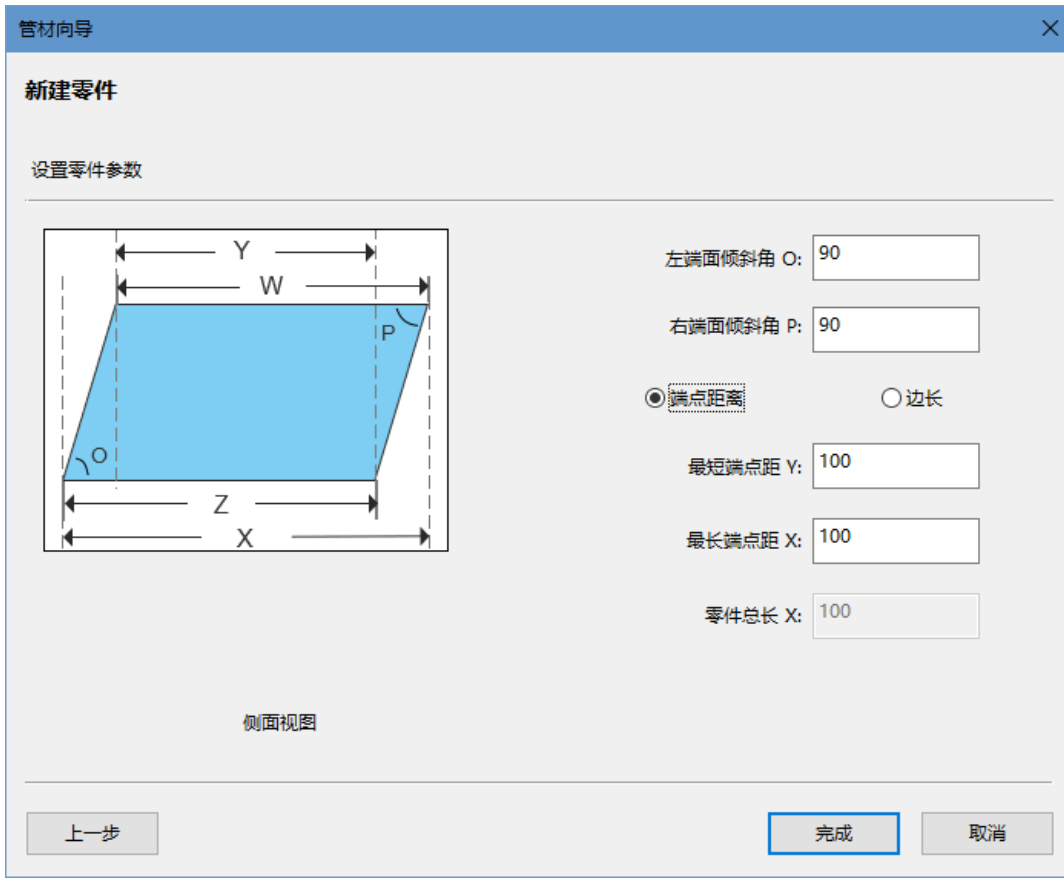 管材向导
新建零件
设置零件参数
Y
W
P
O
Z
X
左端面倾斜角 O: 90
右端面倾斜角 P: 90
端点距离 边长
最短端点距 Y: 100
最长端点距 X: 100
零件总长 X: 100
侧面视图
上一步 完成 取消